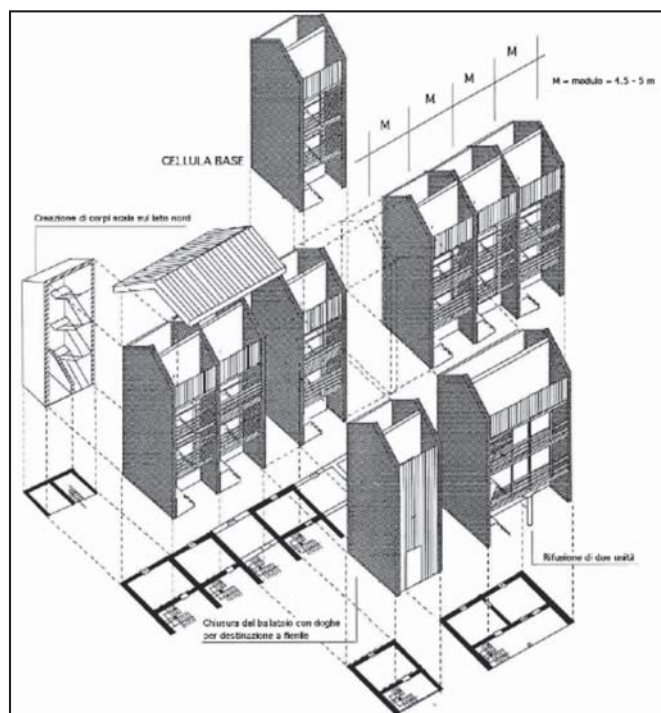 M
M
M
M
M = modulo = 4.5 - 5 m
CELLULA BASE
Creazione di corpi scala sul lato nord
Rifusione di due unità
Chiusura del ballatoio con doghe
per destinazione a fienile